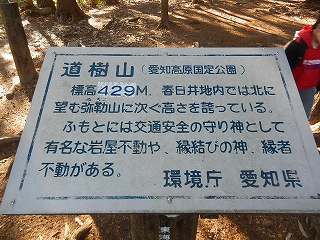 道樹山(愛知高原国定公園)
標高429M. 春日井地内では北に
望む弥勒山に次ぐ高さを誇っている。
ふもとには交通安全の守り神として
有名な岩屋不動や、縁結びの神、縁者
不動がある。 環境庁 愛知県
東海